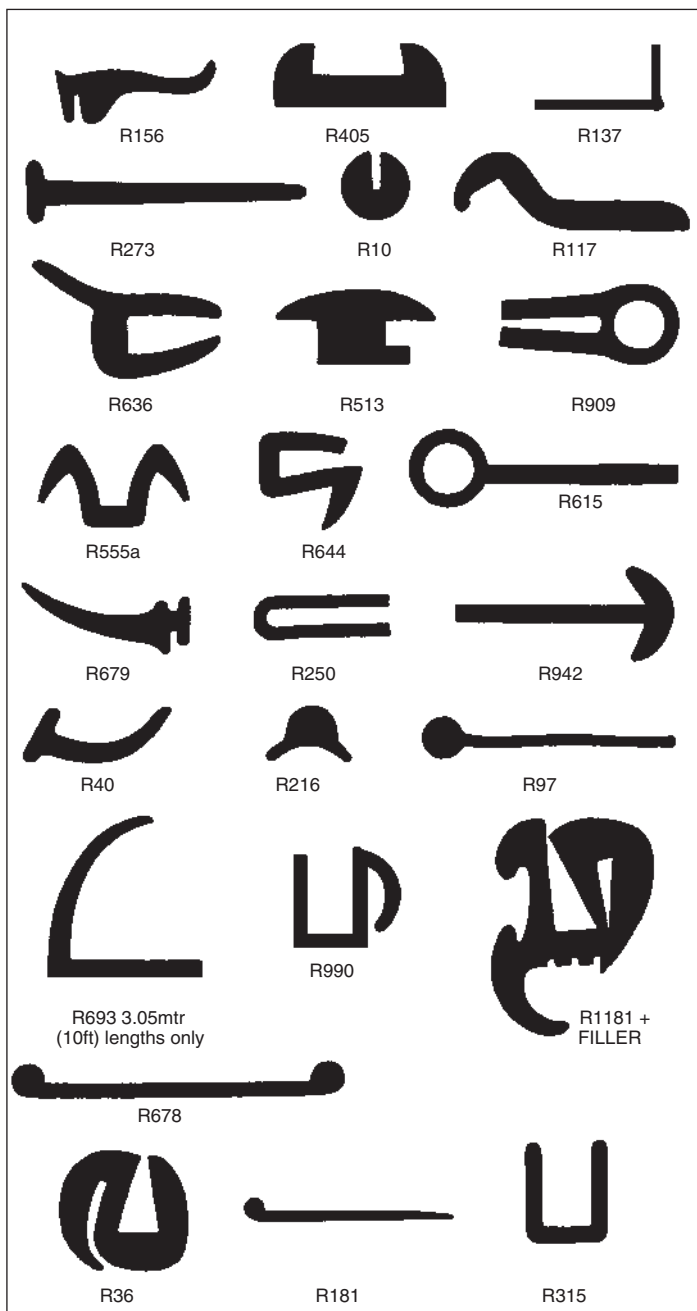 R156
R405
R137
R273
R10
R117
R636
R513
R909
R555a
R644
R615
R679
R250
R942
R40
R216
R97
R693 3.05mtr
(10ft) lengths only
R990
R1181 +
FILLER
R678
R36
R181
R315